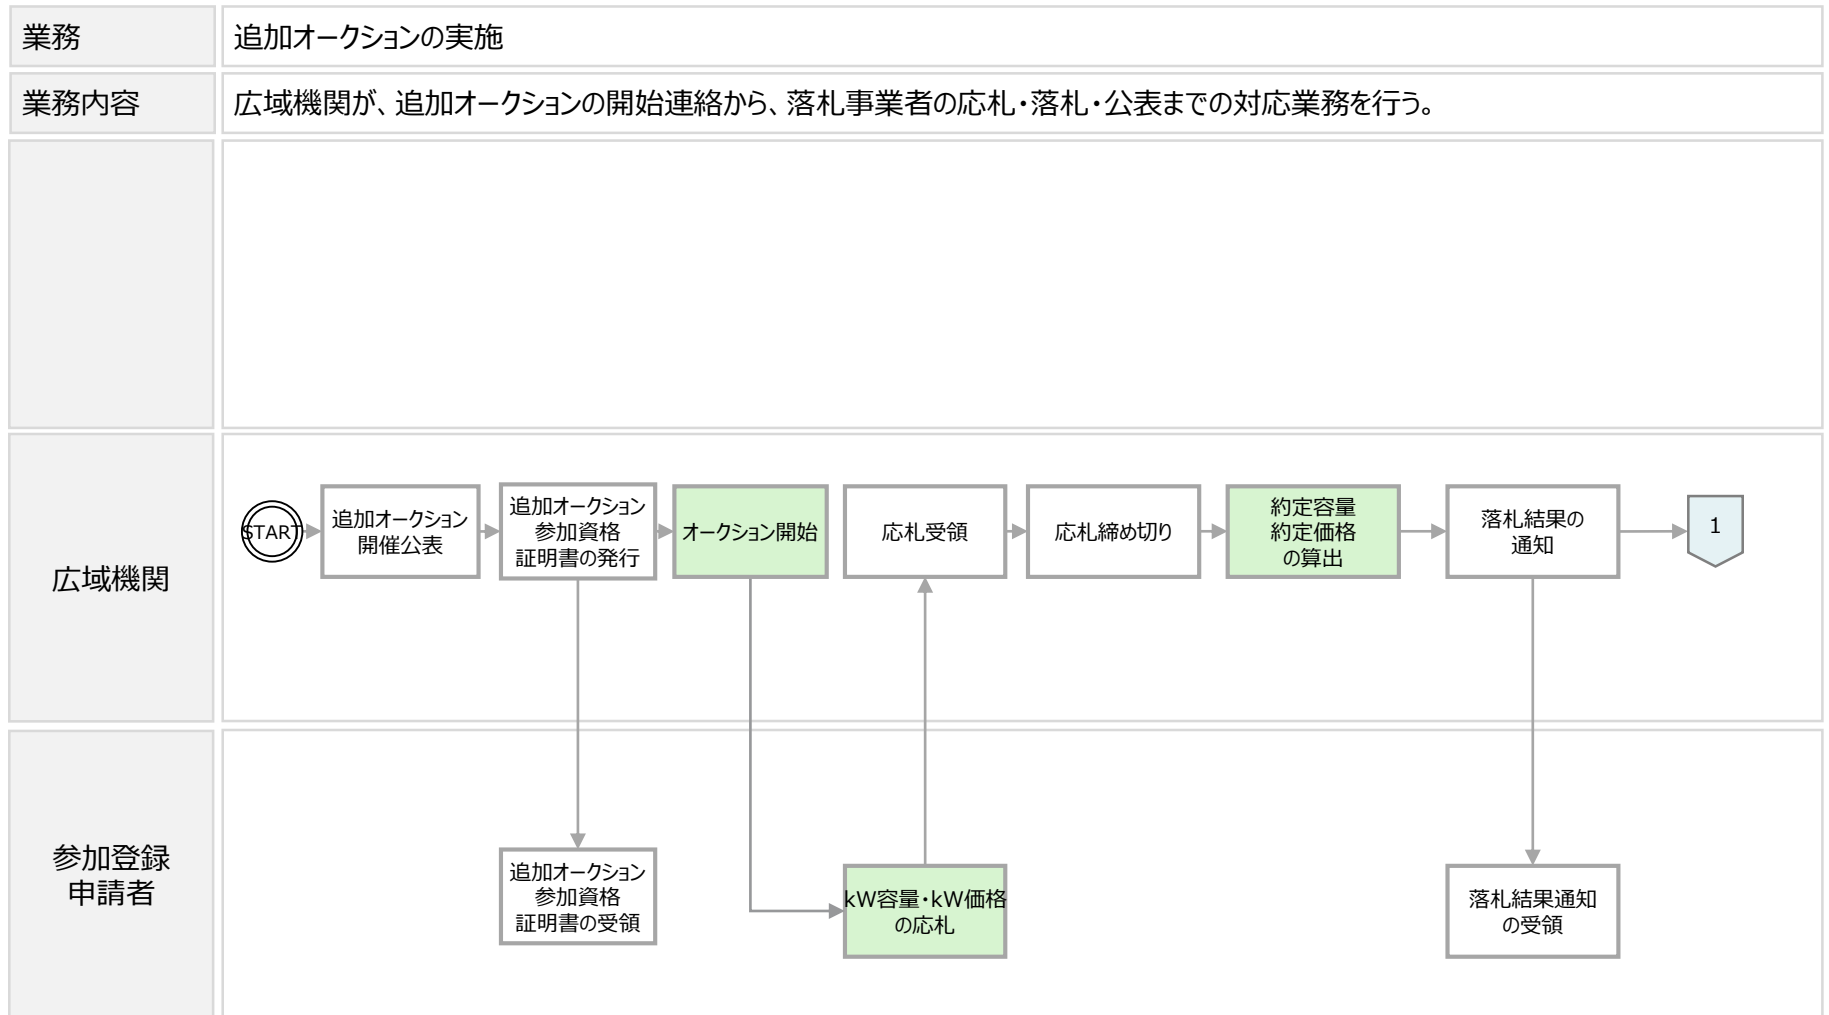 業務
追加オークションの実施
業務内容
広域機関が、追加オークションの開始連絡から、落札事業者の応札・落札・公表までの対応業務を行う。
広域機関
START
追加オークション
開催公表
追加オークション
参加資格
証明書の発行
オークション開始
応札受領
応札締め切り
約定容量
約定価格
の算出
落札結果の
通知
1
参加登録
申請者
追加オークション
参加資格
証明書の受領
kW容量・kW価格
の応札
落札結果通知
の受領